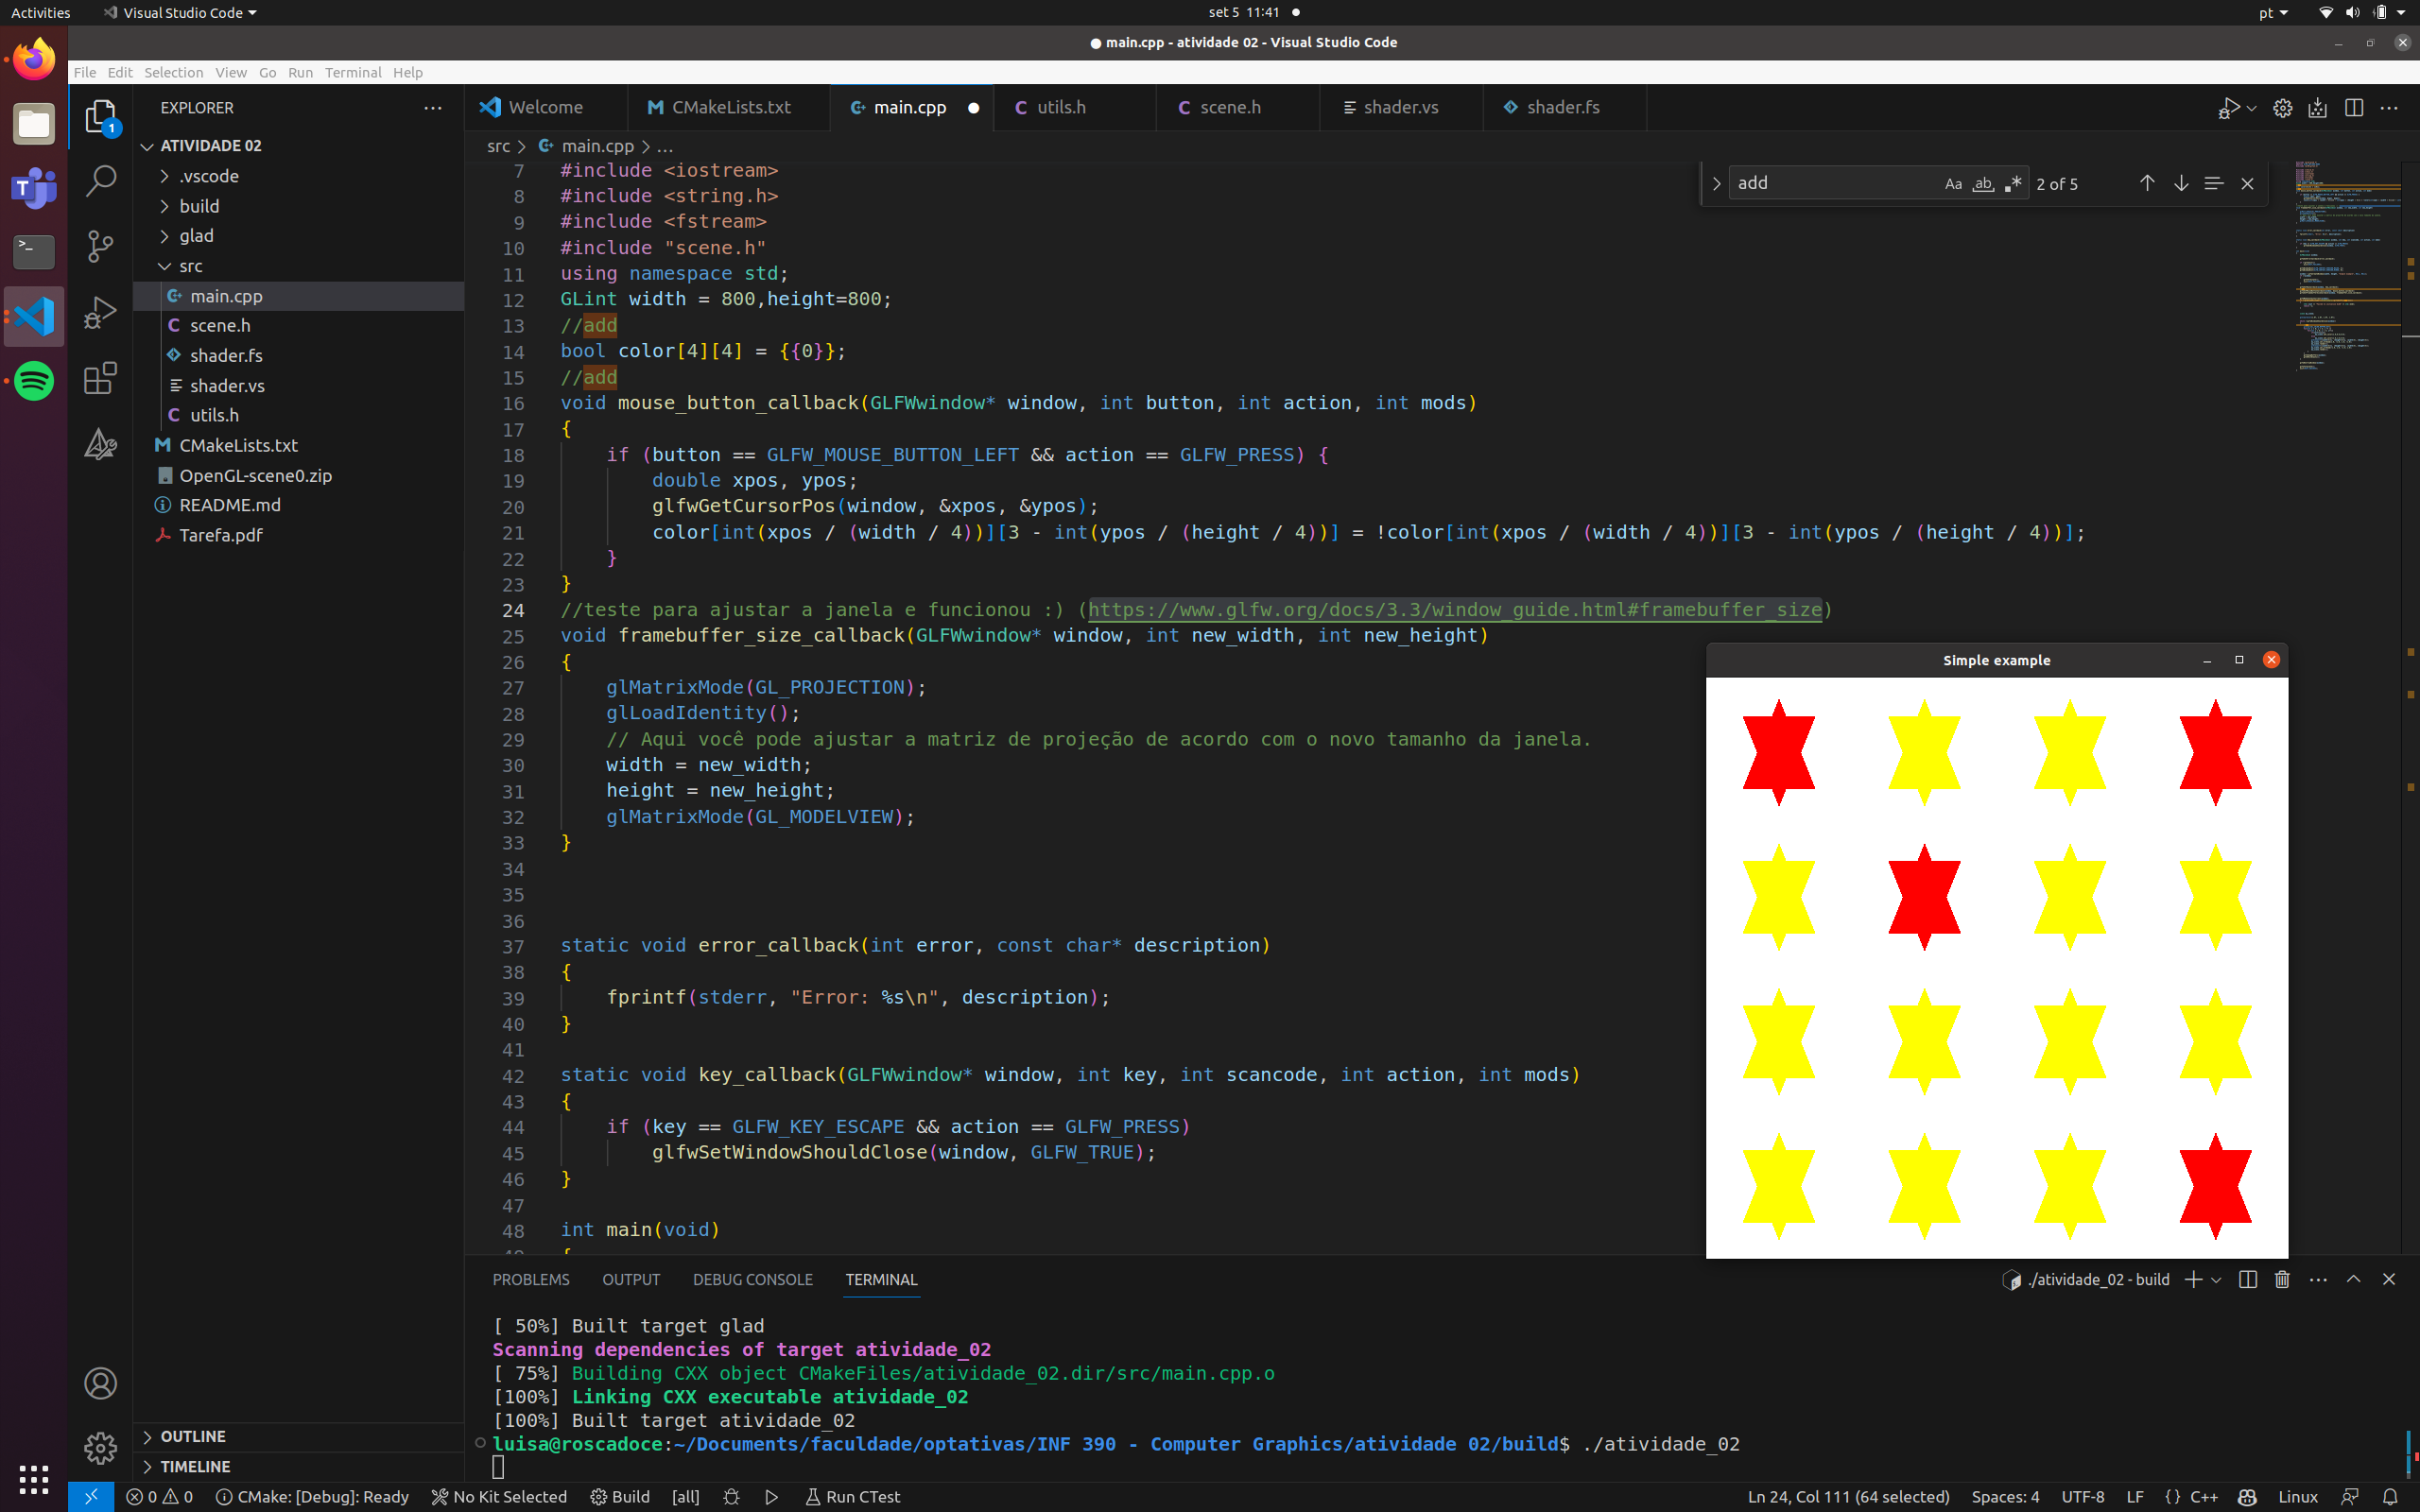 Activities
Visual Studio Code
set 5 11:41
pt
main.cpp - atividade 02 - Visual Studio Code
File Edit Selection View Go Run Terminal Help
EXPLORER
Welcome
CMakeLists.txt
main.cpp
utils.h
scene.h
shader.vs
shader.fs
src > main.cpp > ...
ATIVIDADE 02
.vscode
build
glad
src
main.cpp
scene.h
shader.fs
shader.vs
utils.h
CMakeLists.txt
OpenGL-scene0.zip
README.md
Tarefa.pdf
OUTLINE
TIMELINE
add
Aa ab .*
2 of 5
7 #include <iostream>
8 #include <string.h>
9 #include <fstream>
10 #include "scene.h"
11 using namespace std;
12 GLint width = 800,height=800;
13 //add
14 bool color[4][4] = {{0}};
15 //add
16 void mouse_button_callback(GLFWwindow* window, int button, int action, int mods)
17 {
18 if (button == GLFW_MOUSE_BUTTON_LEFT && action == GLFW_PRESS) {
19 double xpos, ypos;
20 glfwGetCursorPos(window, &xpos, &ypos);
21 color[int(xpos / (width / 4))][3 - int(ypos / (height / 4))] = !color[int(xpos / (width / 4))][3 - int(ypos / (height / 4))];
22 }
23 }
24 //teste para ajustar a janela e funcionou :) (https://www.glfw.org/docs/3.3/window_guide.html#framebuffer_size)
25 void framebuffer_size_callback(GLFWwindow* window, int new_width, int new_height)
26 {
27 glMatrixMode(GL_PROJECTION);
28 glLoadIdentity();
29 // Aqui você pode ajustar a matriz de projeção de acordo com o novo tamanho da janela.
30 width = new_width;
31 height = new_height;
32 glMatrixMode(GL_MODELVIEW);
33 }
34
35
36
37 static void error_callback(int error, const char* description)
38 {
39 fprintf(stderr, "Error: %s\n", description);
40 }
41
42 static void key_callback(GLFWwindow* window, int key, int scancode, int action, int mods)
43 {
44 if (key == GLFW_KEY_ESCAPE && action == GLFW_PRESS)
45 glfwSetWindowShouldClose(window, GLFW_TRUE);
46 }
47
48 int main(void)
Simple example
PROBLEMS OUTPUT DEBUG CONSOLE TERMINAL
./atividade_02 - build
[ 50%] Built target glad
Scanning dependencies of target atividade_02
[ 75%] Building CXX object CMakeFiles/atividade_02.dir/src/main.cpp.o
[100%] Linking CXX executable atividade_02
[100%] Built target atividade_02
luisa@roscadoce:~/Documents/faculdade/optativas/INF 390 - Computer Graphics/atividade 02/build$ ./atividade_02
0 0 CMake: [Debug]: Ready No Kit Selected Build [all] Run CTest
Ln 24, Col 111 (64 selected) Spaces: 4 UTF-8 LF {} C++ Linux